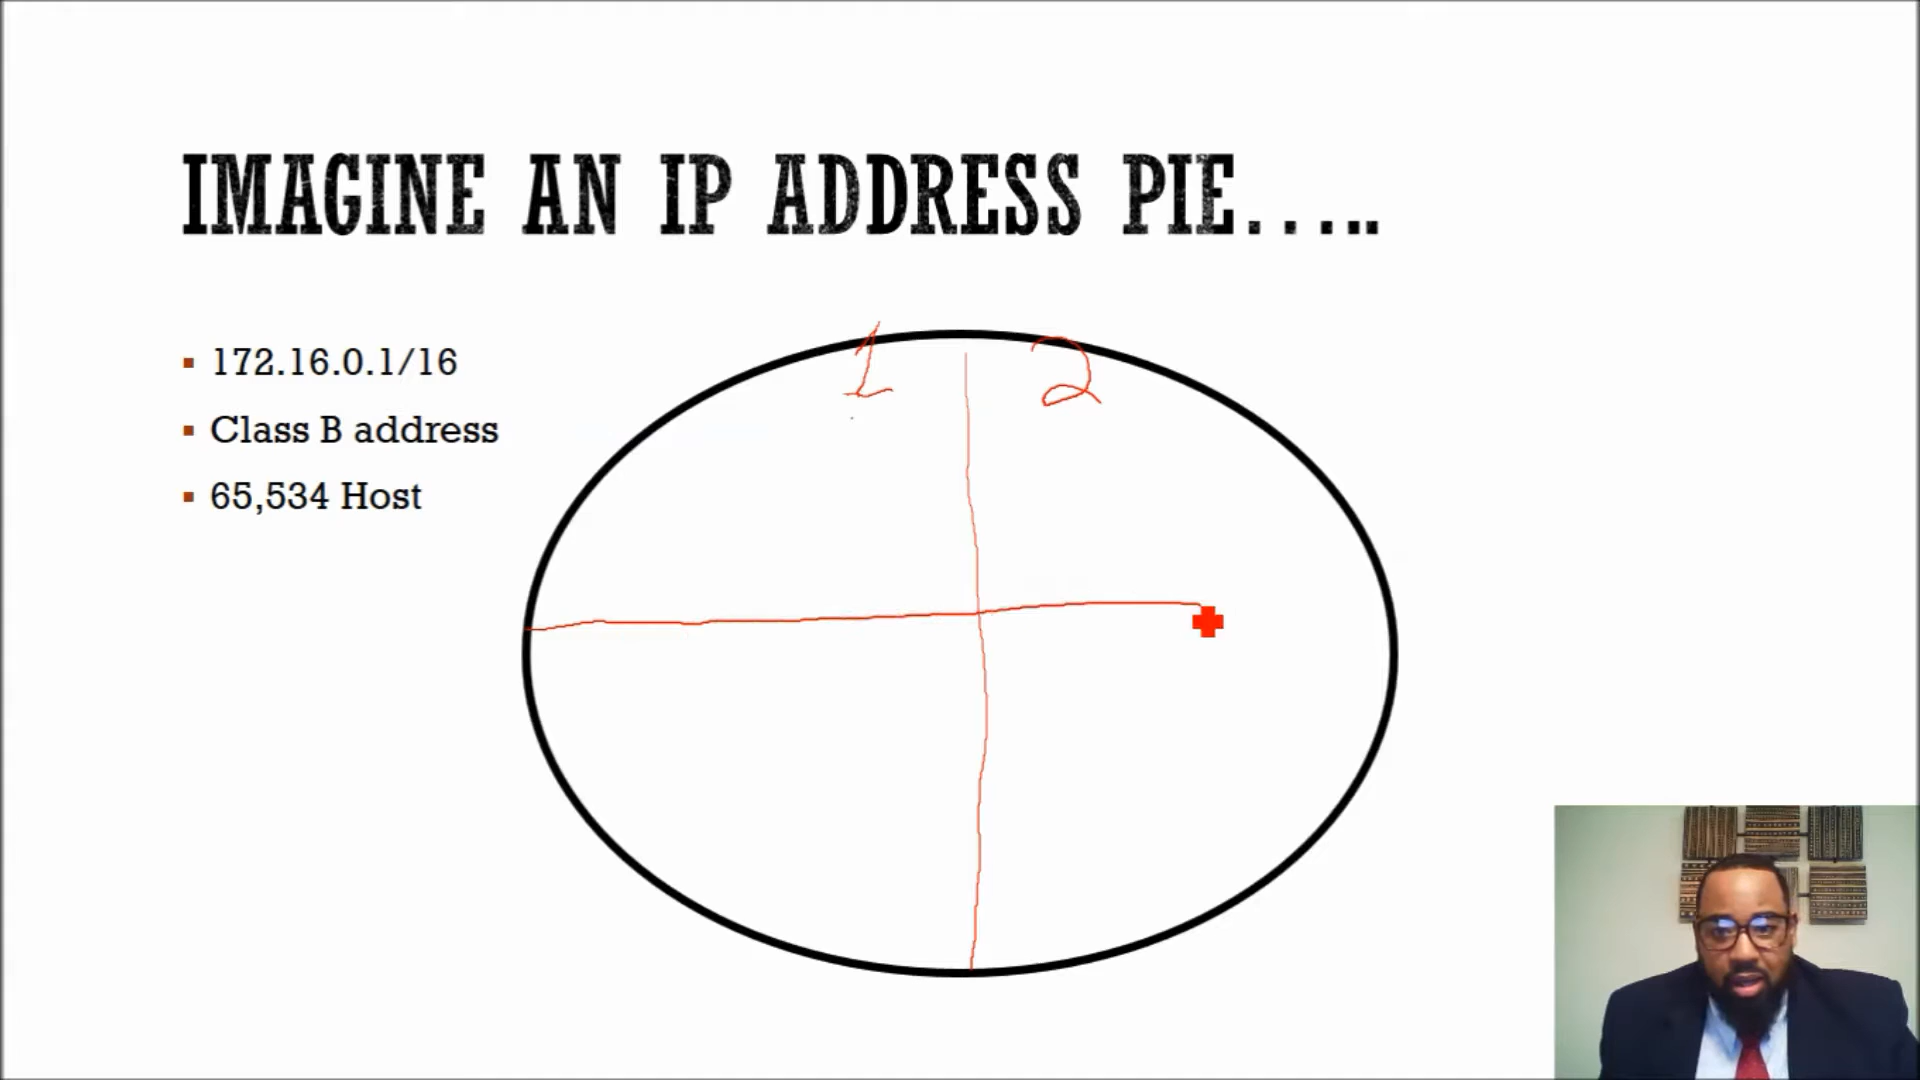 IMAGINE AN IP ADDRESS PIE.....
172.16.0.1/16
Class B address
65,534 Host
1 2